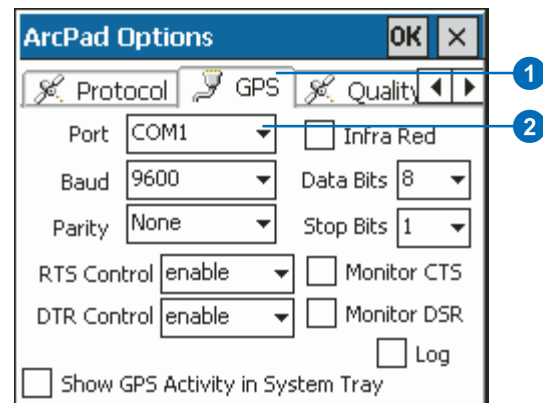 ArcPad Options OK
Protocol GPS Quality 1
Port COM1 Infra Red 2
Baud 9600 Data Bits 8
Parity None Stop Bits 1
RTS Control enable Monitor CTS
DTR Control enable Monitor DSR
Log
Show GPS Activity in System Tray